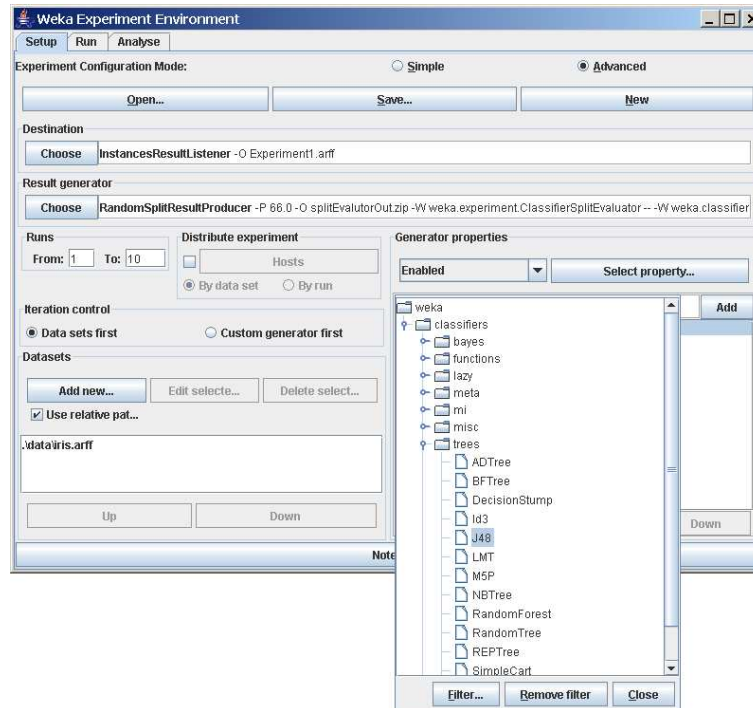 Weka Experiment Environment
Setup Run Analyse
Experiment Configuration Mode: Simple Advanced
Open... Save... New
Destination
Choose InstancesResultListener -O Experiment1.arff
Result generator
Choose RandomSplitResultProducer -P 66.0 -O splitEvalutorOut.zip -W weka.experiment.ClassifierSplitEvaluator -- -W weka.classifier
Runs
From: 1 To: 10
Distribute experiment
Hosts
By data set By run
Generator properties
Enabled Select property...
Iteration control
Data sets first Custom generator first
Datasets
Add new... Edit selecte... Delete select...
Use relative pat...
.\data\iris.arff
Up Down
Note
Add
Down
weka
classifiers
bayes
functions
lazy
meta
mi
misc
trees
ADTree
BFTree
DecisionStump
Id3
J48
LMT
M5P
NBTree
RandomForest
RandomTree
REPTree
SimpleCart
Filter... Remove filter Close